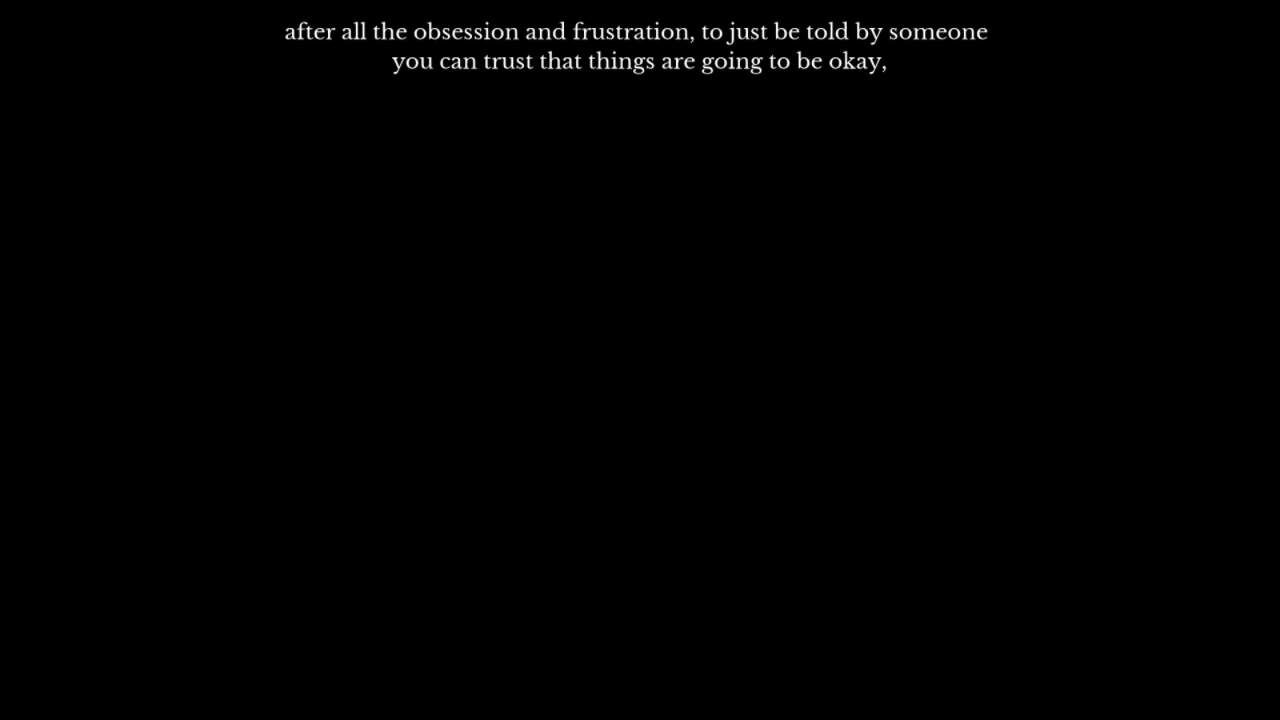 after all the obsession and frustration, to just be told by someone
you can trust that things are going to be okay,